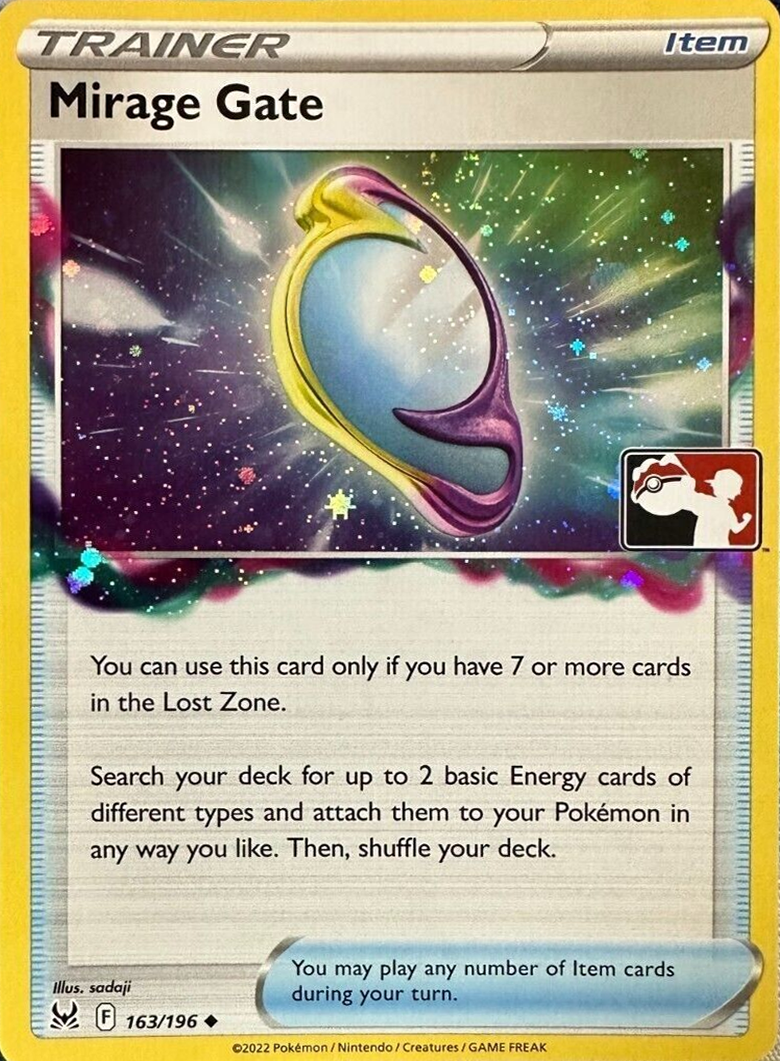 TRAINER
Item
Mirage Gate
TM
You can use this card only if you have 7 or more cards
in the Lost Zone.
Search your deck for up to 2 basic Energy cards of
different types and attach them to your Pokémon in
any way you like. Then, shuffle your deck.
You may play any number of Item cards
during your turn.
Illus. sadaji
F 163/196 ◆
©2022 Pokémon / Nintendo / Creatures / GAME FREAK